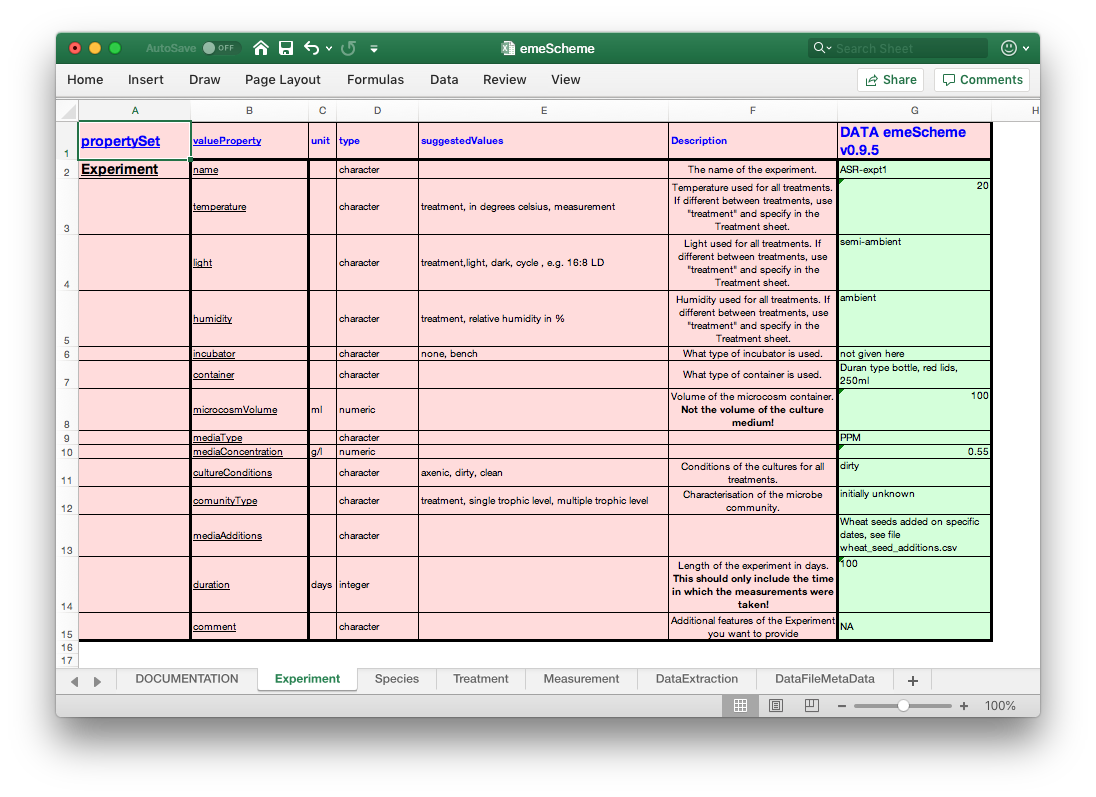 AutoSave OFF emeScheme Search Sheet
Home Insert Draw Page Layout Formulas Data Review View Share Comments
A B C D E F G H
1 propertySet valueProperty unit type suggestedValues Description DATA emeScheme
v0.9.5
2 Experiment name character The name of the experiment. ASR-expt1
3 temperature character treatment, in degrees celsius, measurement Temperature used for all treatments. 20
If different between treatments, use
"treatment" and specify in the
Treatment sheet.
4 light character treatment,light, dark, cycle , e.g. 16:8 LD Light used for all treatments. If semi-ambient
different between treatments, use
"treatment" and specify in the
Treatment sheet.
5 humidity character treatment, relative humidity in % Humidity used for all treatments. If ambient
different between treatments, use
"treatment" and specify in the
Treatment sheet.
6 incubator character none, bench What type of incubator is used. not given here
7 container character What type of container is used. Duran type bottle, red lids,
250ml
8 microcosmVolume ml numeric Volume of the microcosm container. 100
Not the volume of the culture
medium!
9 mediaType character PPM
10 mediaConcentration g/l numeric 0.55
11 cultureConditions character axenic, dirty, clean Conditions of the cultures for all dirty
treatments.
12 comunityType character treatment, single trophic level, multiple trophic level Characterisation of the microbe initially unknown
community.
13 mediaAdditions character Wheat seeds added on specific
dates, see file
wheat_seed_additions.csv
14 duration days integer Length of the experiment in days. 100
This should only include the time
in which the measurements were
taken!
15 comment character Additional features of the Experiment NA
you want to provide
16
17
DOCUMENTATION Experiment Species Treatment Measurement DataExtraction DataFileMetaData +
100%